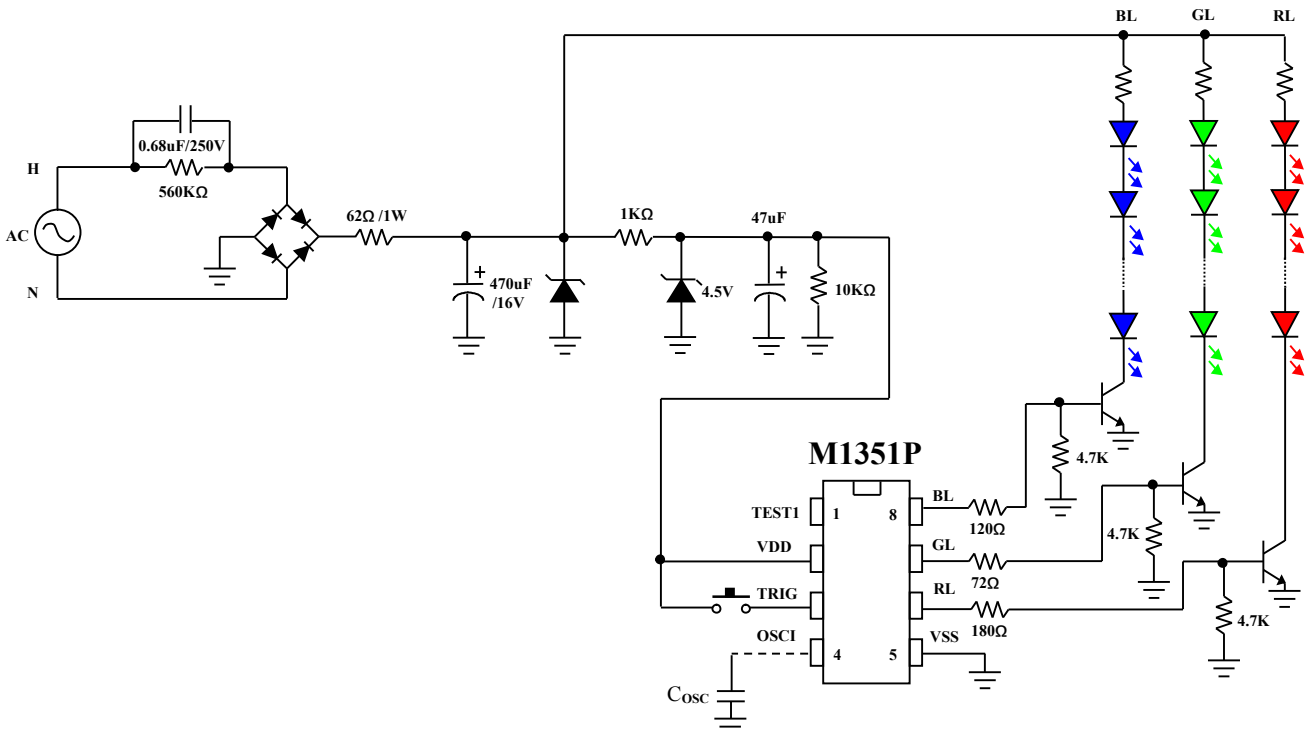 BL GL RL
H
0.68uF/250V
560KΩ
AC
N
62Ω /1W
1KΩ
47uF
470uF
/16V
4.5V
10KΩ
M1351P
TEST1 1 8 BL
120Ω
4.7K
VDD GL
72Ω
4.7K
TRIG RL
180Ω
4.7K
OSCI 4 5 VSS
COSC